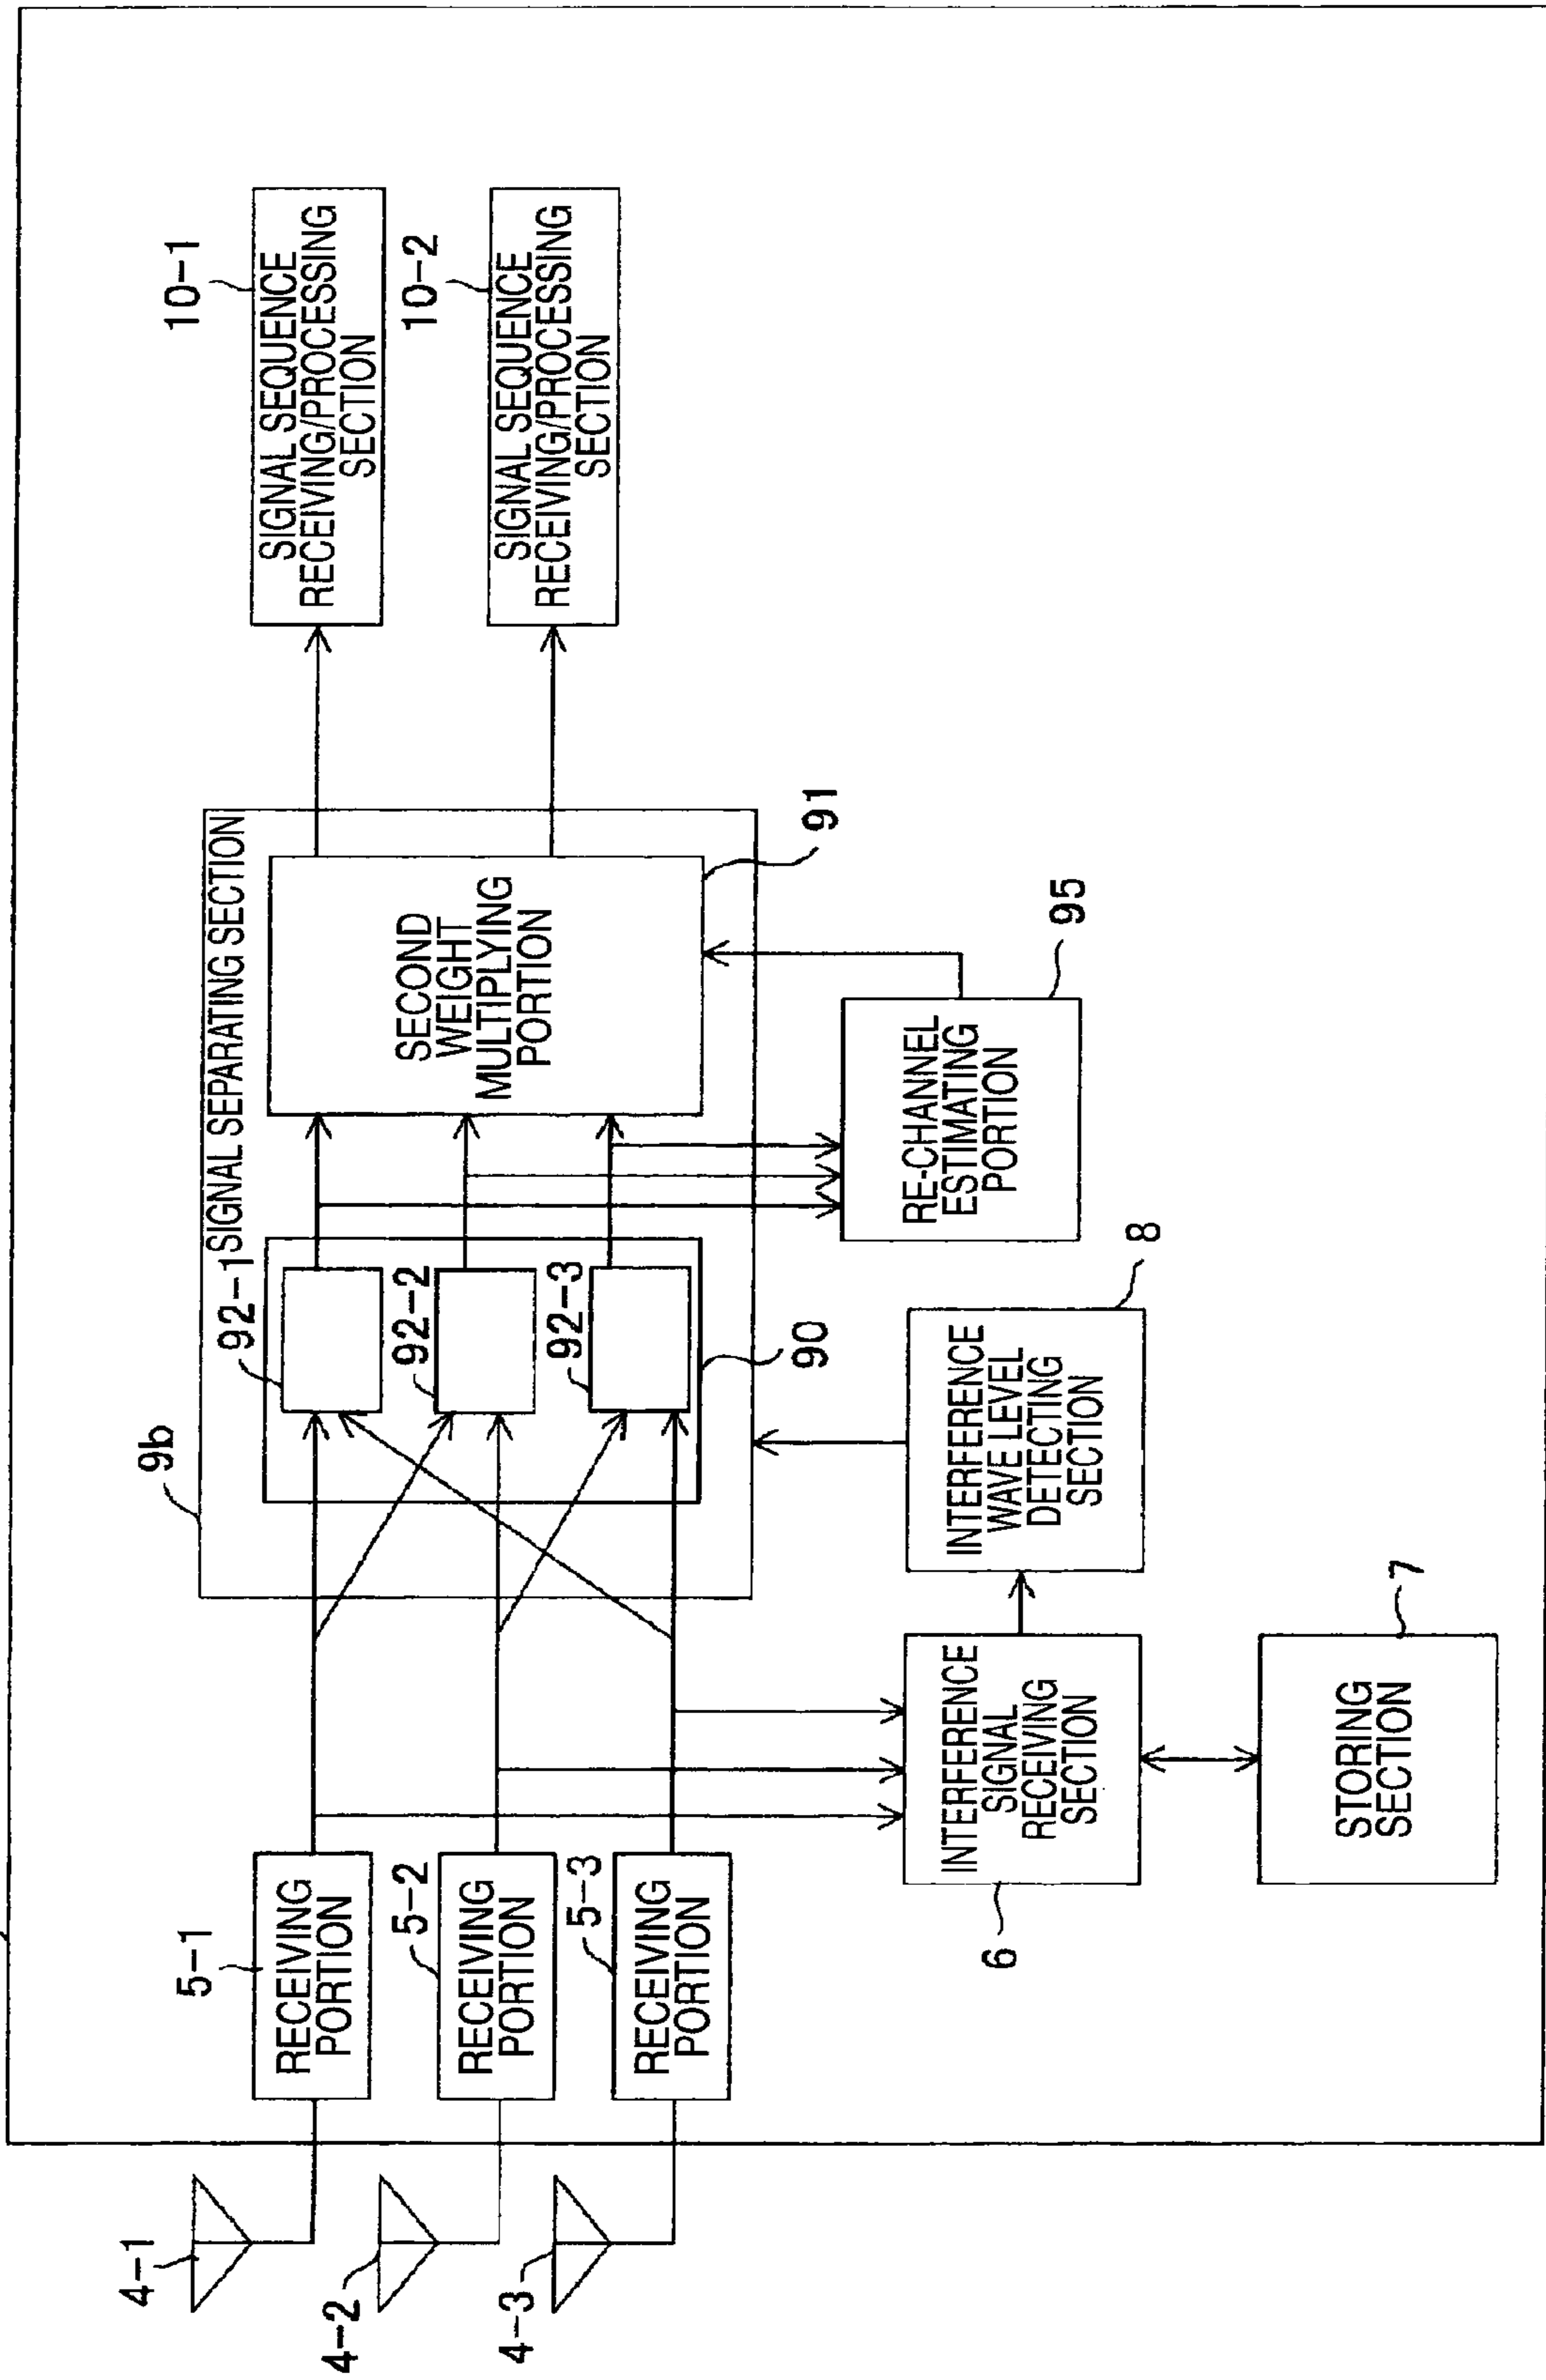 4-1
4-2
4-3
5-1
RECEIVING
PORTION
5-2
RECEIVING
PORTION
5-3
RECEIVING
PORTION
6
INTERFERENCE
SIGNAL
RECEIVING
SECTION
7
STORING
SECTION
8
INTERFERENCE
WAVE LEVEL
DETECTING
SECTION
9b
SIGNAL SEPARATING SECTION
92-1
92-2
92-3
90
SECOND
WEIGHT
MULTIPLYING
PORTION
91
RE-CHANNEL
ESTIMATING
PORTION
95
10-1
SIGNAL SEQUENCE
RECEIVING/PROCESSING
SECTION
10-2
SIGNAL SEQUENCE
RECEIVING/PROCESSING
SECTION